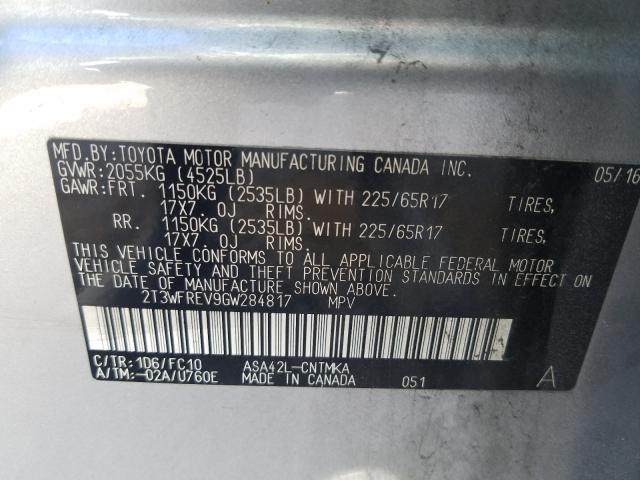 MFD.BY:TOYOTA MOTOR MANUFACTURING CANADA INC. 05/16
GVWR:2055KG (4525LB)
GAWR:FRT. 1150KG (2535LB) WITH 225/65R17 TIRES,
17X7.0J RIMS.
RR. 1150KG (2535LB) WITH 225/65R17 TIRES,
17X7.0J RIMS.
THIS VEHICLE CONFORMS TO ALL APPLICABLE FEDERAL MOTOR
VEHICLE SAFETY AND THEFT PREVENTION STANDARDS IN EFFECT ON
THE DATE OF MANUFACTURE SHOWN ABOVE.
2T3WFREV9GW284817 MPV
C/TR:1D6/FC10 ASA42L-CNTMKA
A/TM:-02A/U760E MADE IN CANADA 051 A